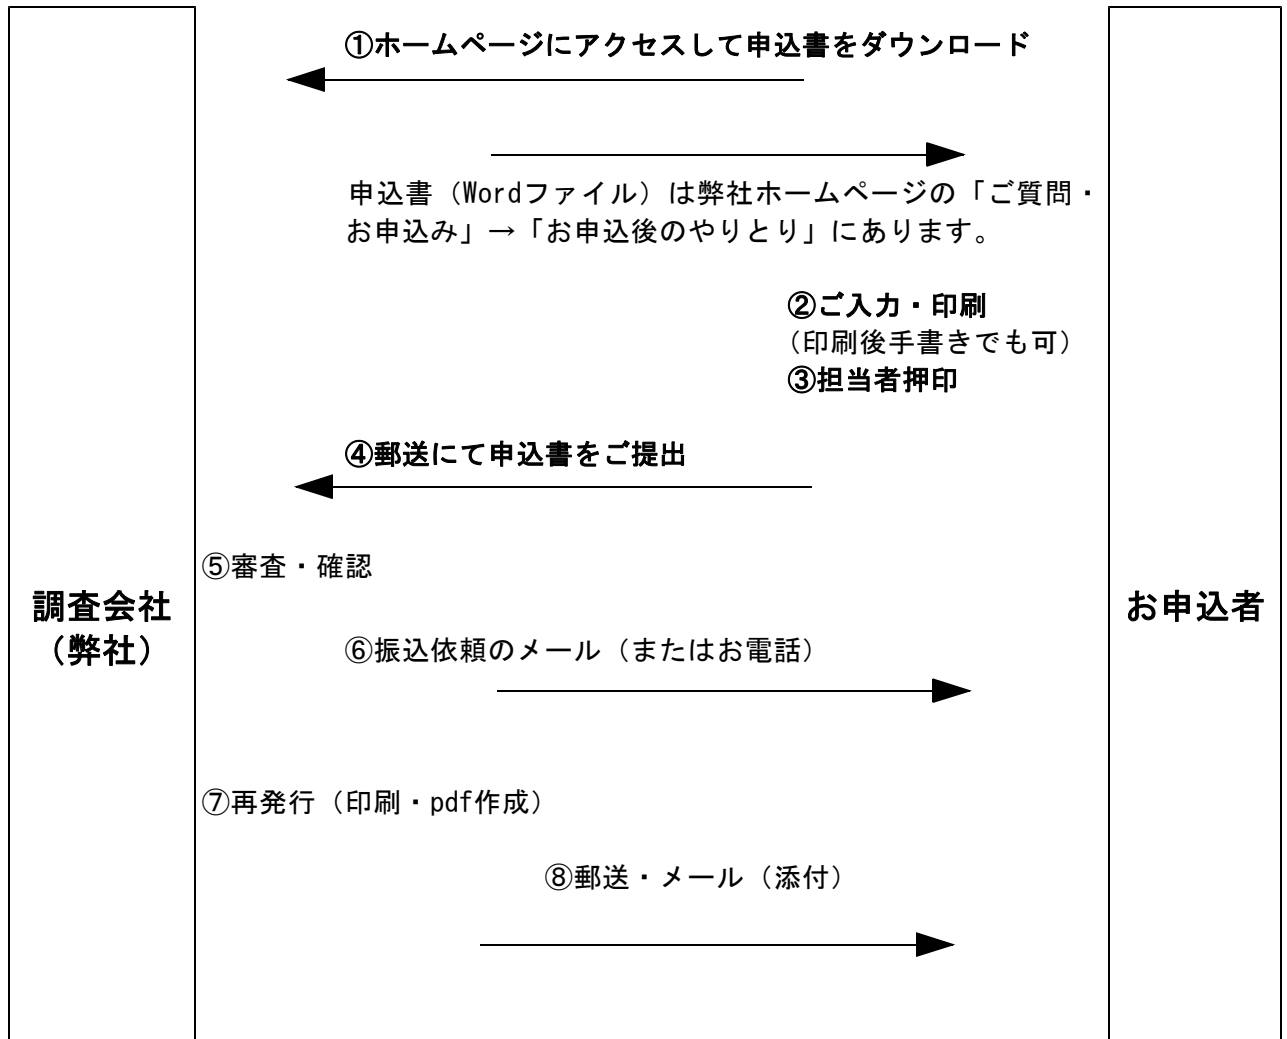 ①ホームページにアクセスして申込書をダウンロード
申込書（Wordファイル）は弊社ホームページの「ご質問・
お申込み」→「お申込後のやりとり」にあります。
②ご入力・印刷
（印刷後手書きでも可）
③担当者押印
④郵送にて申込書をご提出
⑤審査・確認
調査会社
（弊社）
お申込者
⑥振込依頼のメール（またはお電話）
⑦再発行（印刷・pdf作成）
⑧郵送・メール（添付）